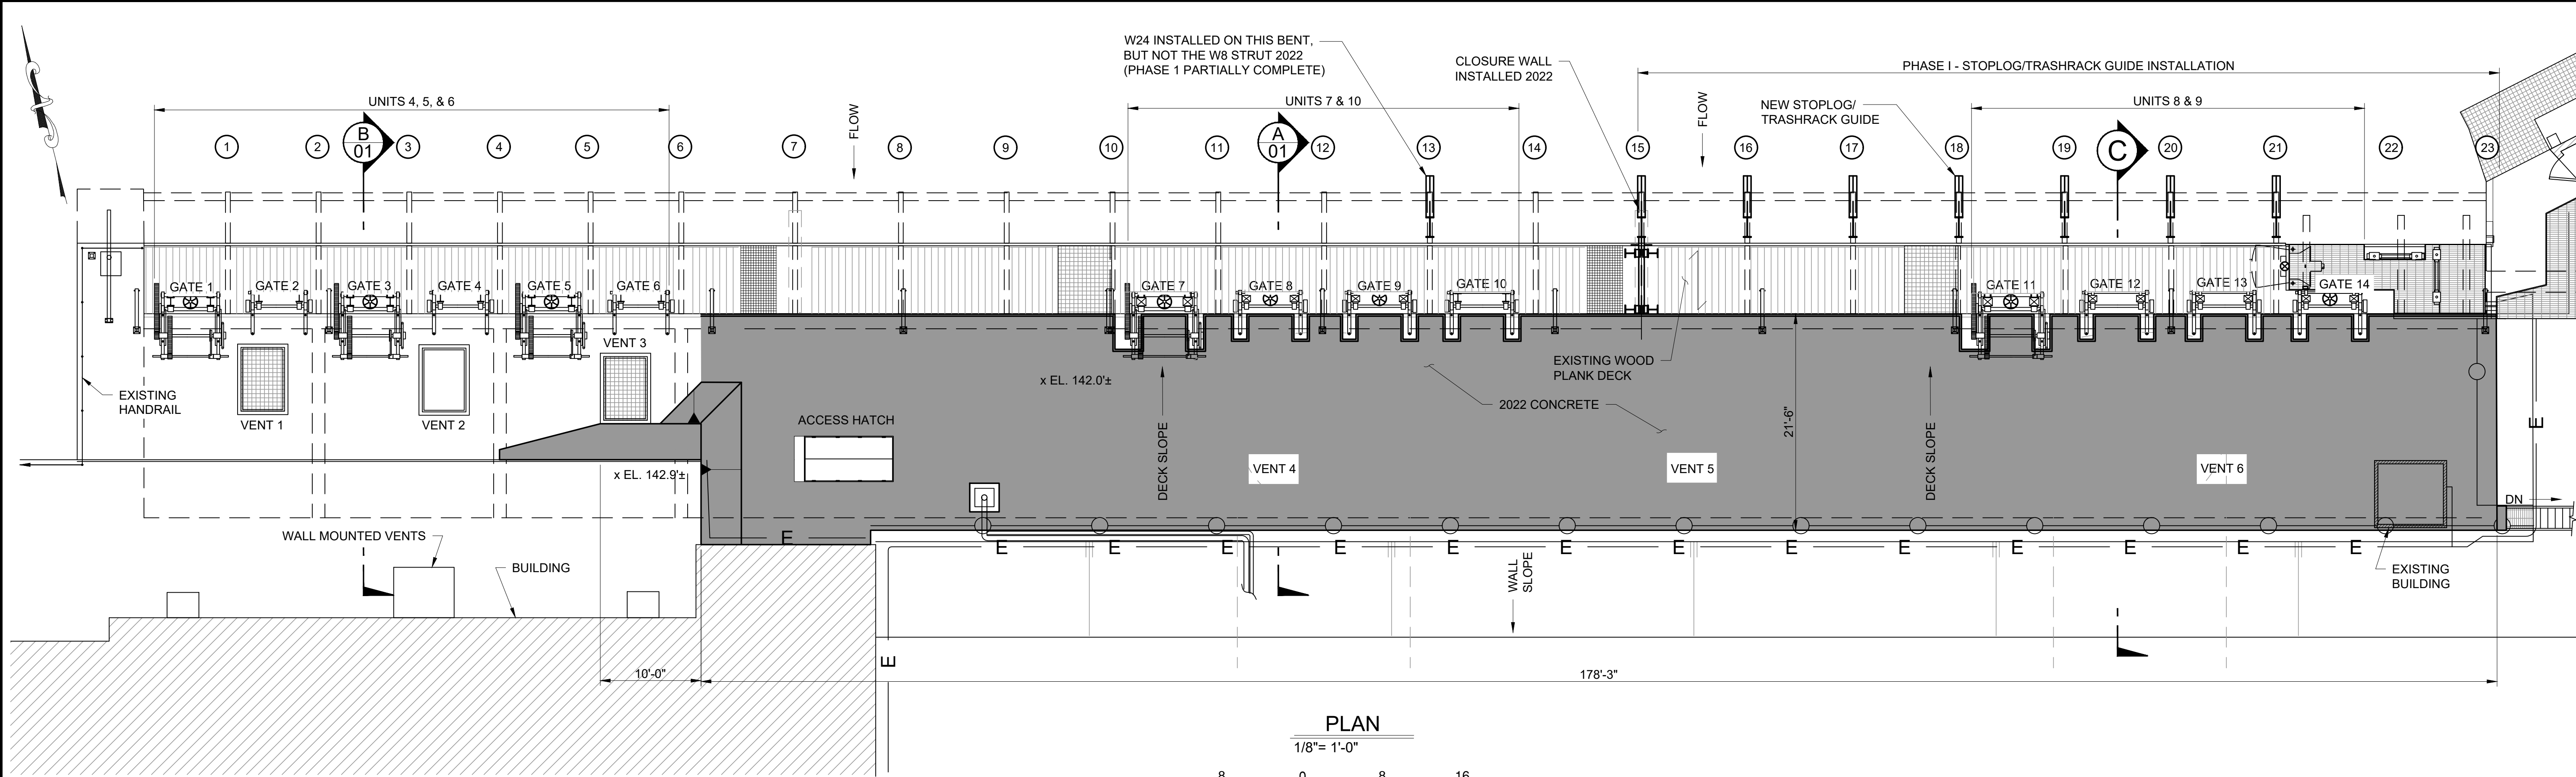 W24 INSTALLED ON THIS BENT,
BUT NOT THE W8 STRUT 2022
(PHASE 1 PARTIALLY COMPLETE)
CLOSURE WALL
INSTALLED 2022
PHASE I - STOPLOG/TRASHRACK GUIDE INSTALLATION
UNITS 4, 5, & 6
FLOW
UNITS 7 & 10
FLOW
NEW STOPLOG/
TRASHRACK GUIDE
UNITS 8 & 9
1
2
B
01
3
4
5
6
7
8
9
10
11
A
01
12
13
14
15
16
17
18
19
C
20
21
22
23
GATE 1
GATE 2
GATE 3
GATE 4
GATE 5
GATE 6
GATE 7
GATE 8
GATE 9
GATE 10
GATE 11
GATE 12
GATE 13
GATE 14
VENT 3
EXISTING
HANDRAIL
VENT 1
VENT 2
x EL. 142.0'±
EXISTING WOOD
PLANK DECK
2022 CONCRETE
ACCESS HATCH
DECK SLOPE
21'-6"
DECK SLOPE
E
x EL. 142.9'±
VENT 4
VENT 5
VENT 6
DN
WALL MOUNTED VENTS
E
E
E
E
E
E
E
E
E
E
E
E
E
E
BUILDING
WALL
SLOPE
EXISTING
BUILDING
E
10'-0"
178'-3"
PLAN
1/8"= 1'-0"
8
0
8
16